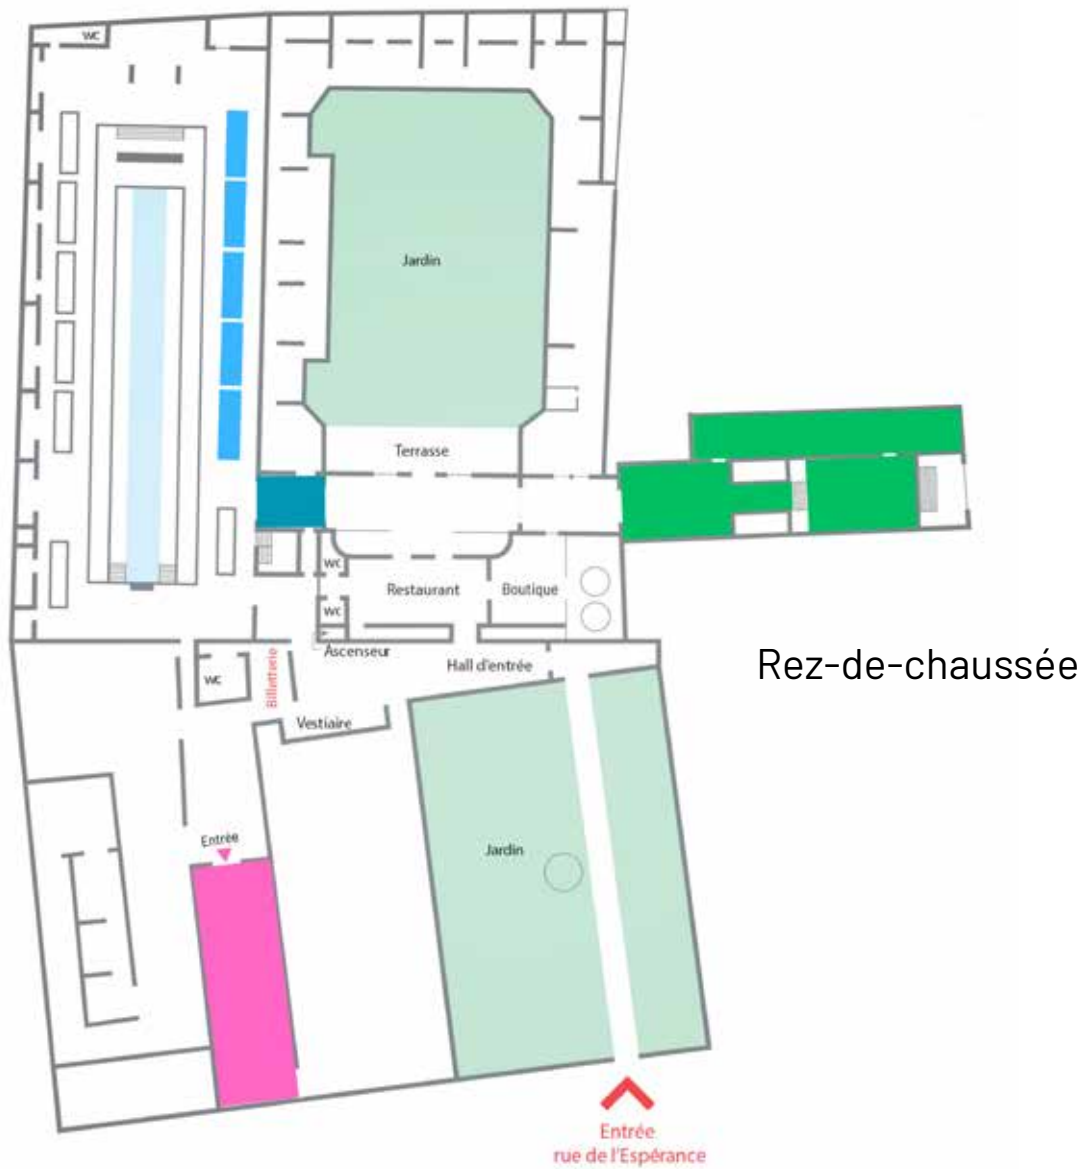 WC
Jardin
Terrasse
WC
Restaurant
Boutique
WC
Ascenseur
Hall d'entrée
Rez-de-chaussée
WC
Billetterie
Vestiaire
Entrée
Jardin
Entrée
rue de l'Espérance